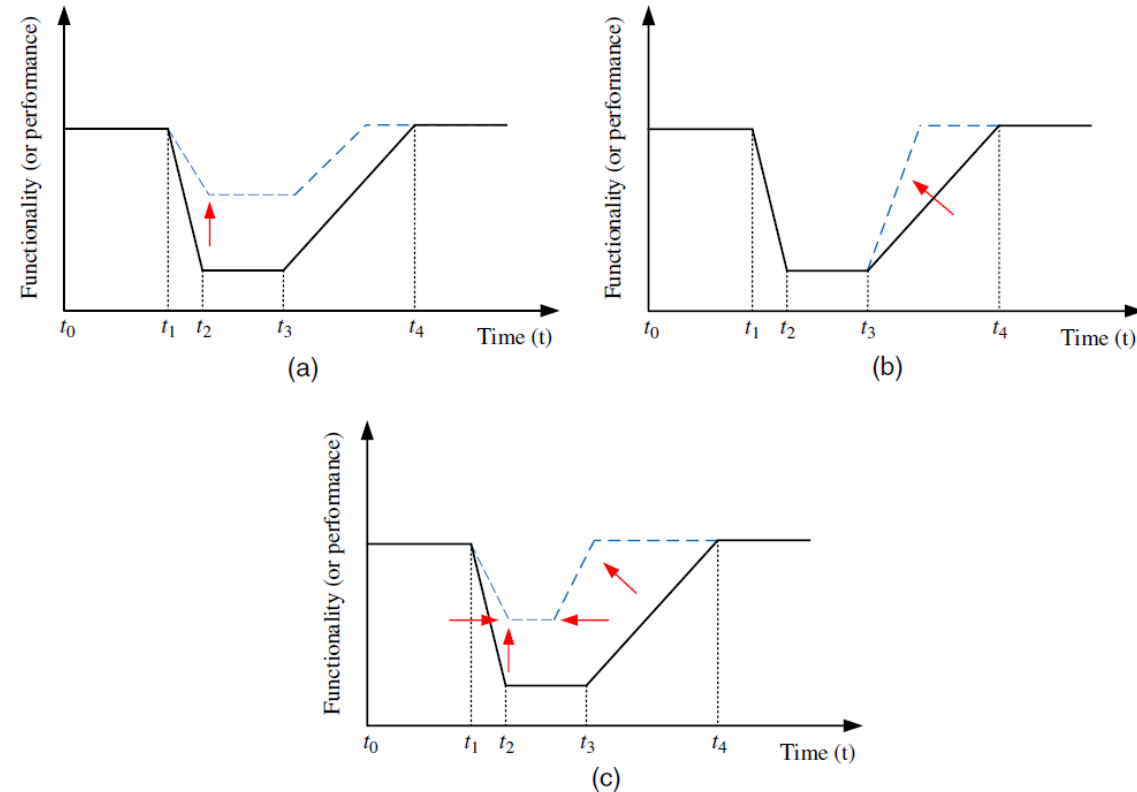 Functionality (or performance)
t0 t1 t2 t3 t4
Time (t)
(a)
Functionality (or performance)
t0 t1 t2 t3 t4
Time (t)
(b)
Functionality (or performance)
t0 t1 t2 t3 t4
Time (t)
(c)